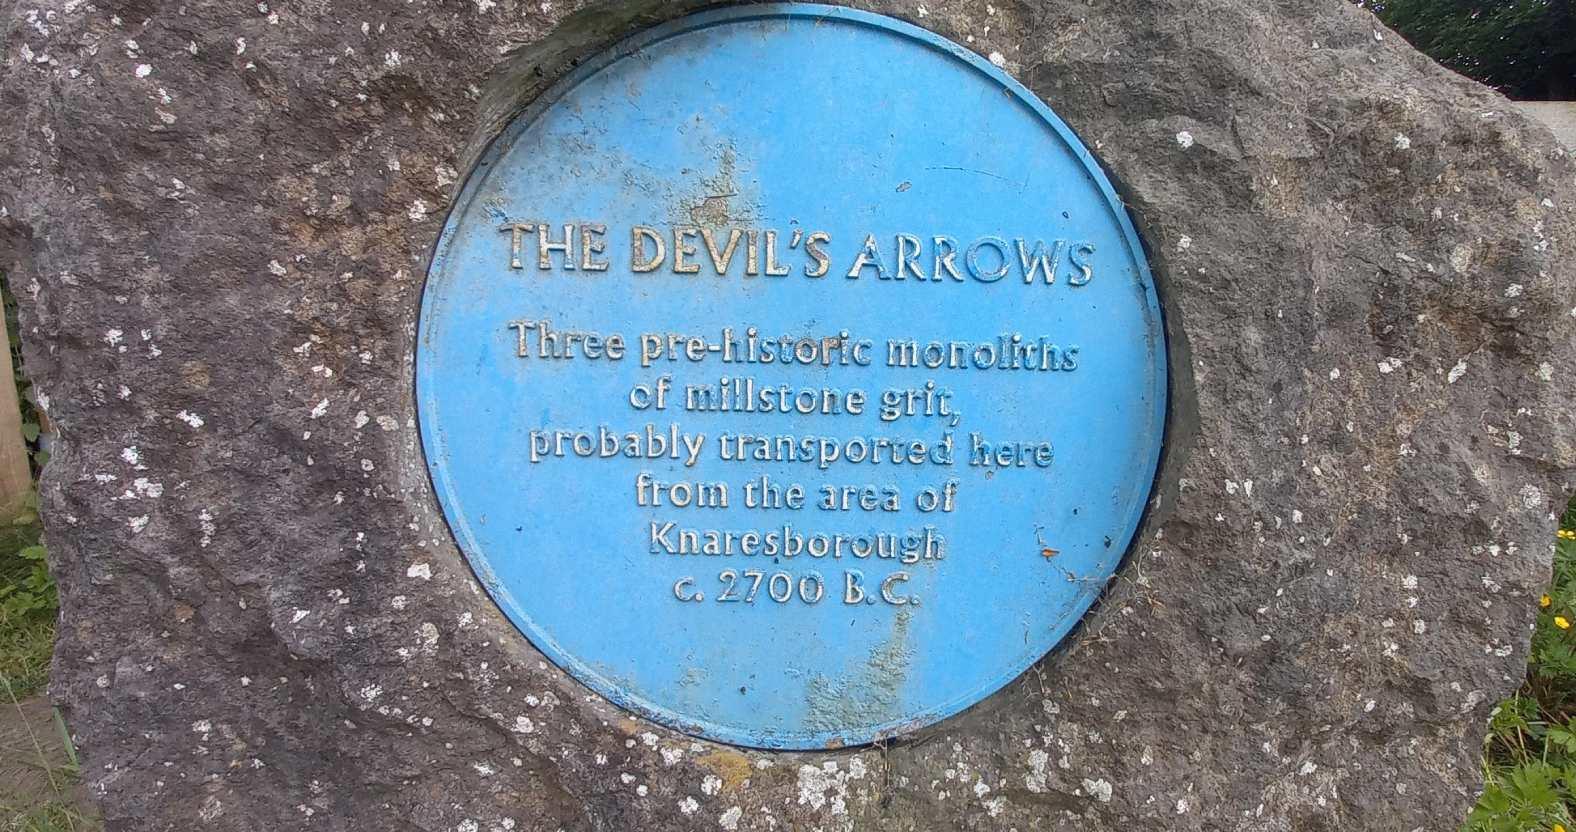 THE DEVIL'S ARROWS
Three pre-historic monoliths
of millstone grit,
probably transported here
from the area of
Knaresborough
c. 2700 B.C.